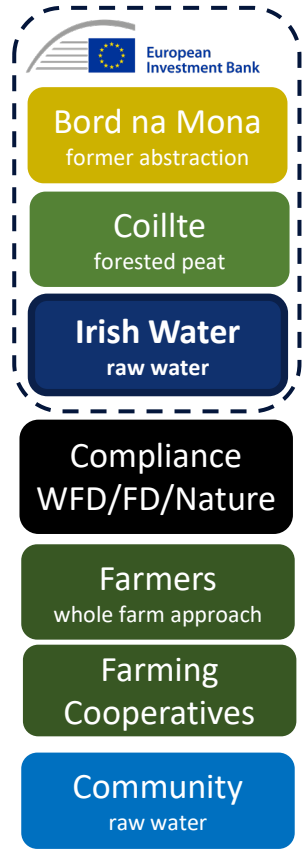 European
Investment Bank
Bord na Mona
former abstraction
Coillte
forested peat
Irish Water
raw water
Compliance
WFD/FD/Nature
Farmers
whole farm approach
Farming
Cooperatives
Community
raw water